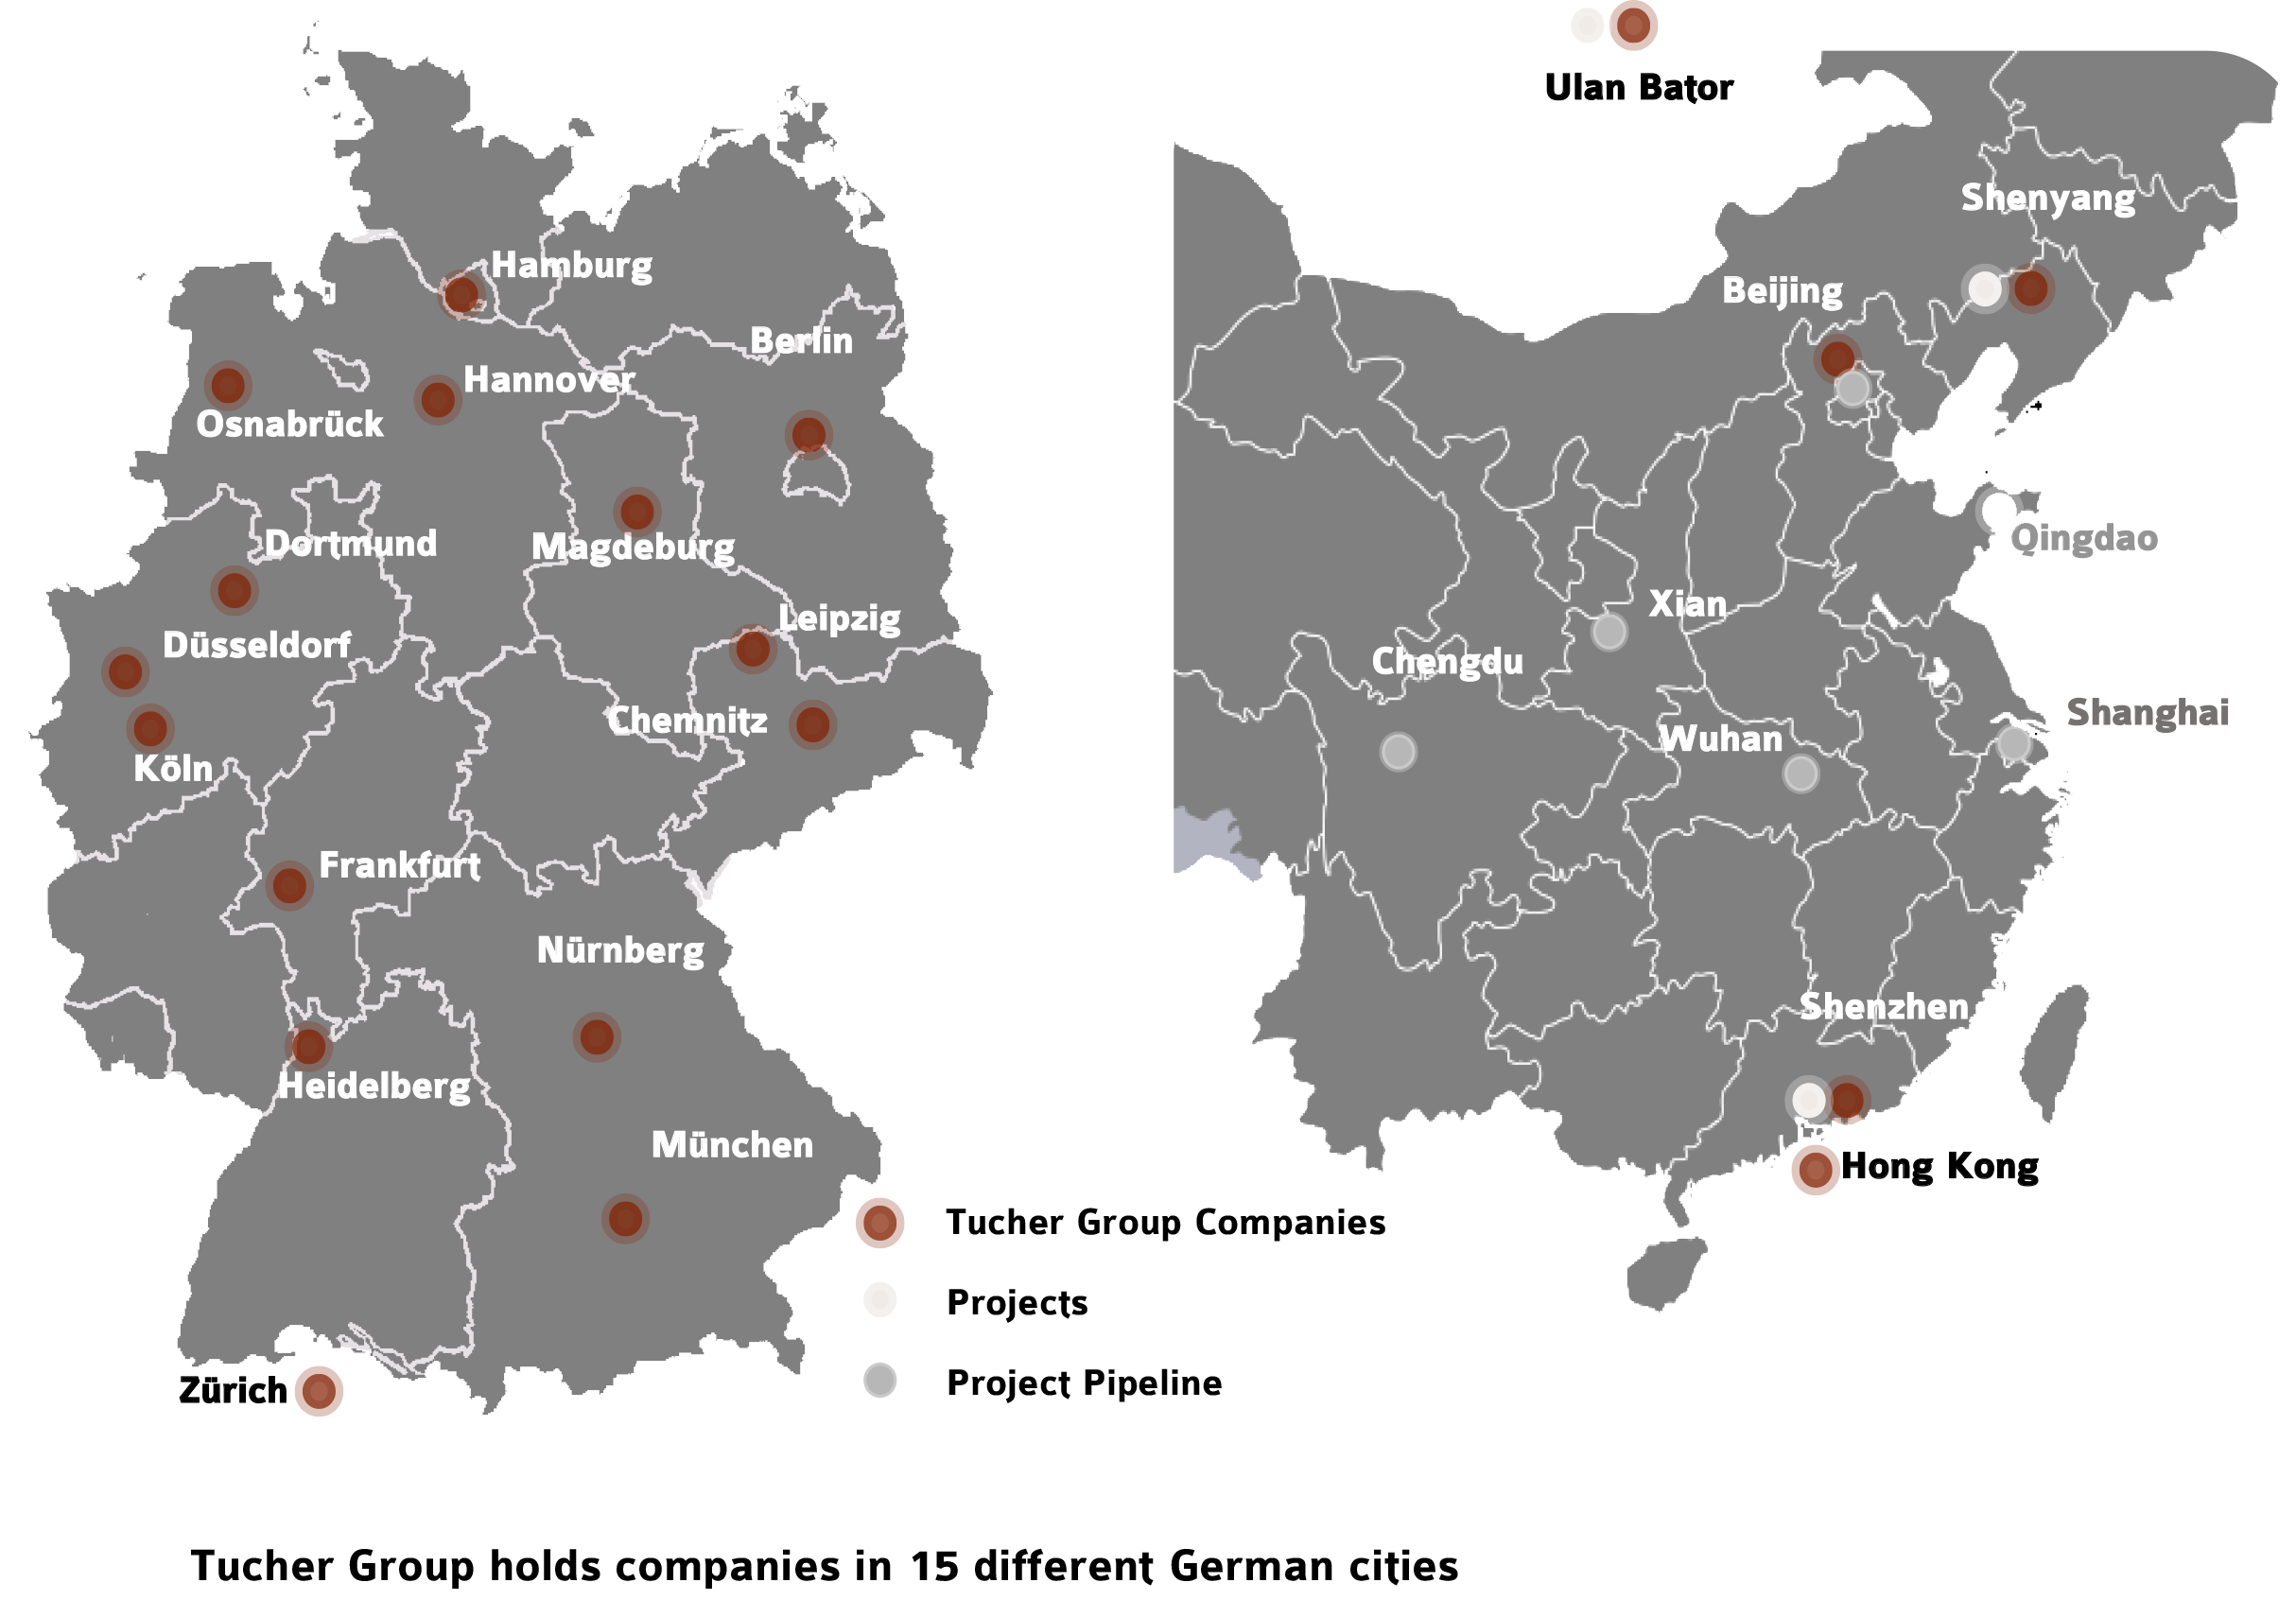 Ulan Bator
Shenyang
Hamburg
Beijing
Berlin
Hannover
Osnabrück
Qingdao
Dortmund
Magdeburg
Xian
Leipzig
Düsseldorf
Chengdu
Shanghai
Chemnitz
Wuhan
Köln
Frankfurt
Nürnberg
Shenzhen
Heidelberg
München
Hong Kong
Tucher Group Companies
Projects
Project Pipeline
Zürich
Tucher Group holds companies in 15 different German cities